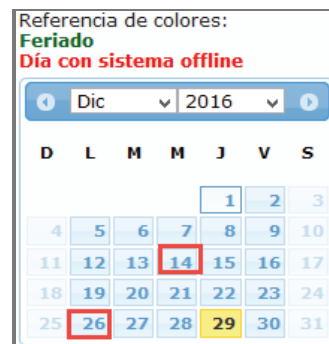 Referencia de colores:
Feriado
Día con sistema offline
Dic 2016
D L M M J V S
1 2 3
4 5 6 7 8 9 10
11 12 13 14 15 16 17
18 19 20 21 22 23 24
25 26 27 28 29 30 31